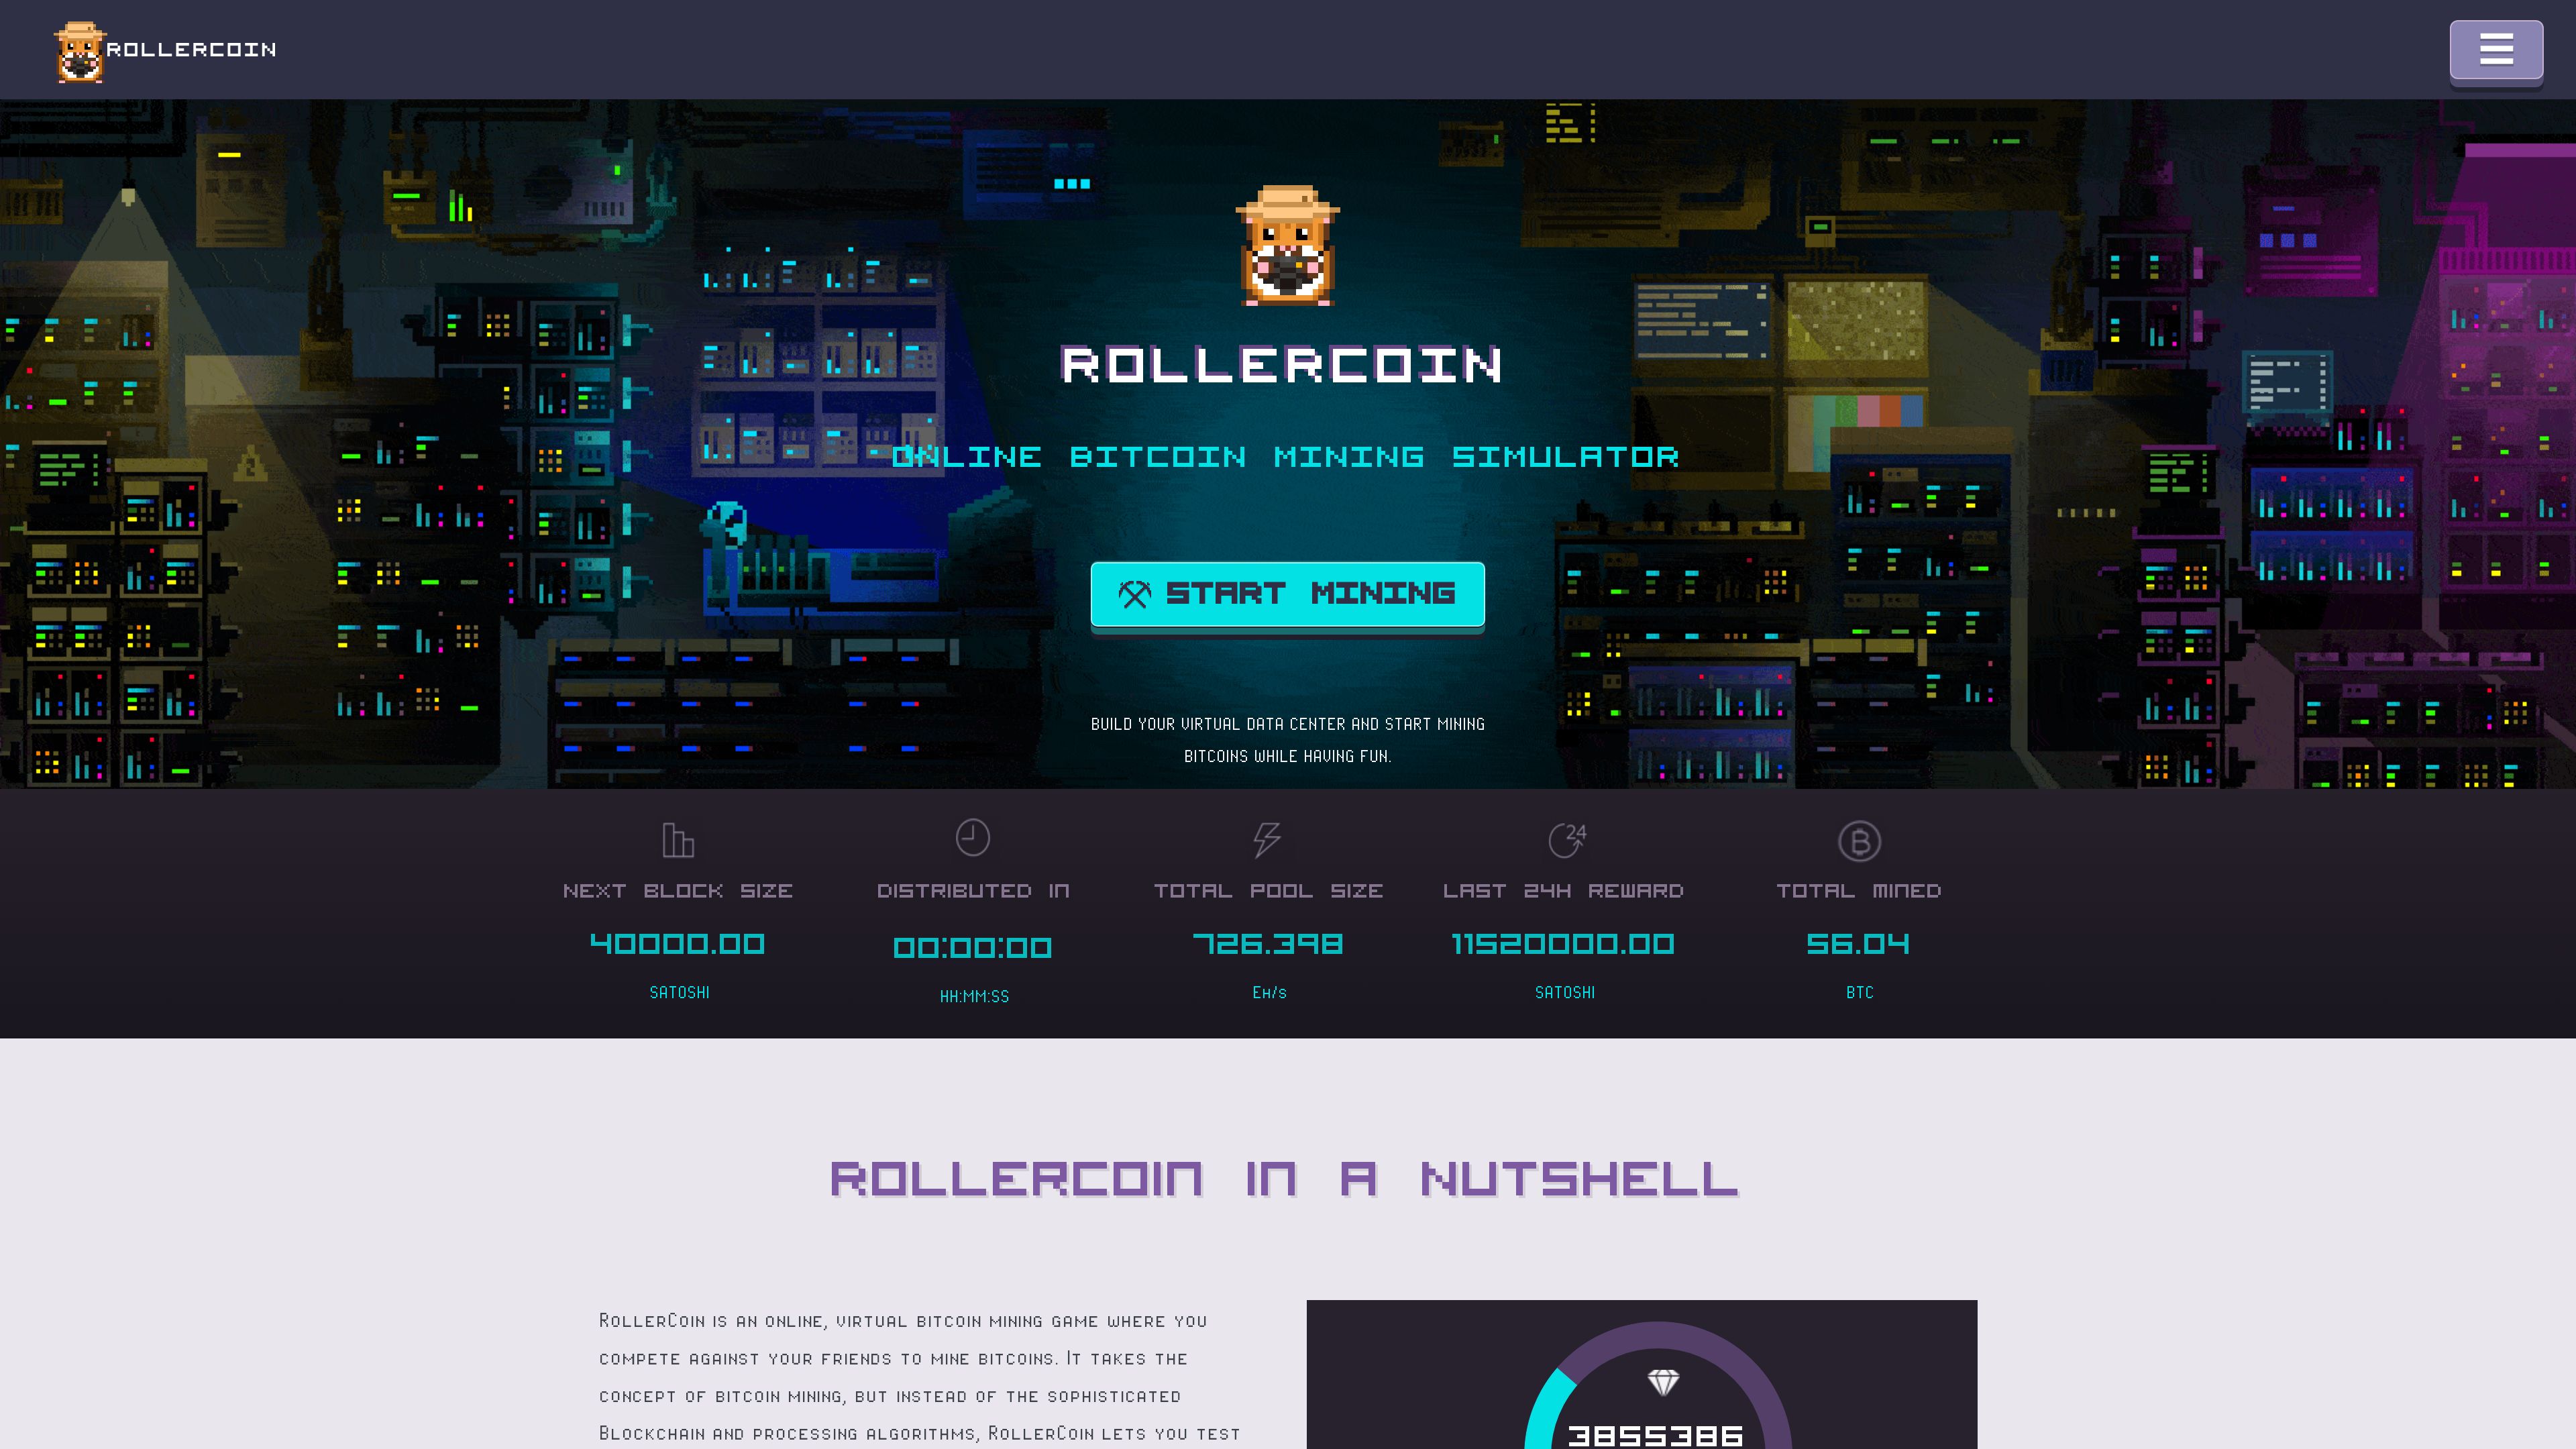 ROLLERCOIN
ROLLERCOIN
ONLINE BITCOIN MINING SIMULATOR
START MINING
BUILD YOUR VIRTUAL DATA CENTER AND START MINING
BITCOINS WHILE HAVING FUN.
24
NEXT BLOCK SIZE
DISTRIBUTED IN
TOTAL POOL SIZE
LAST 24H REWARD
TOTAL MINED
40000.00
00:00:00
726.398
11520000.00
56.04
SATOSHI
HH:MM:SS
EH/S
SATOSHI
BTC
ROLLERCOIN IN A NUTSHELL
ROLLERCOIN IS AN ONLINE, VIRTUAL BITCOIN MINING GAME WHERE YOU
COMPETE AGAINST YOUR FRIENDS TO MINE BITCOINS. IT TAKES THE
CONCEPT OF BITCOIN MINING, BUT INSTEAD OF THE SOPHISTICATED
BLOCKCHAIN AND PROCESSING ALGORITHMS, ROLLERCOIN LETS YOU TEST
3855386